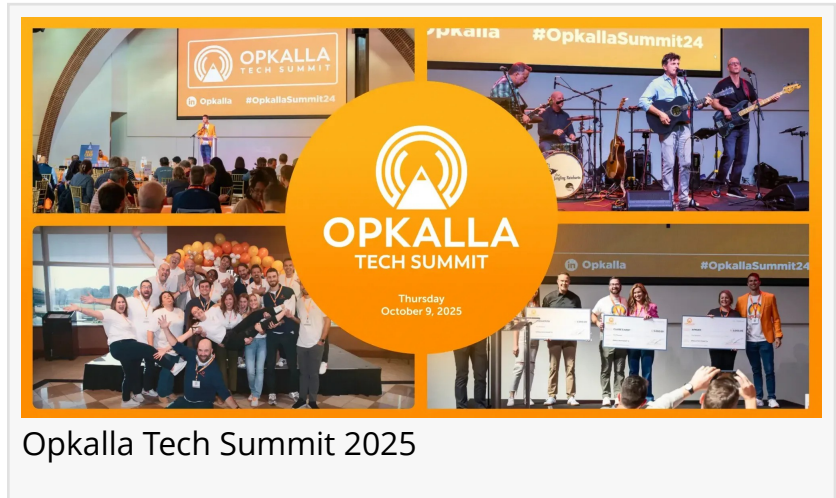 OPKALLA
TECH SUMMIT
in Opkalla #OpkallaSummit24
Opkalla #OpkallaSummit24
OPKALLA
TECH SUMMIT
Thursday
October 9, 2025
in Opkalla #OpkallaSummit24
Opkalla Tech Summit 2025